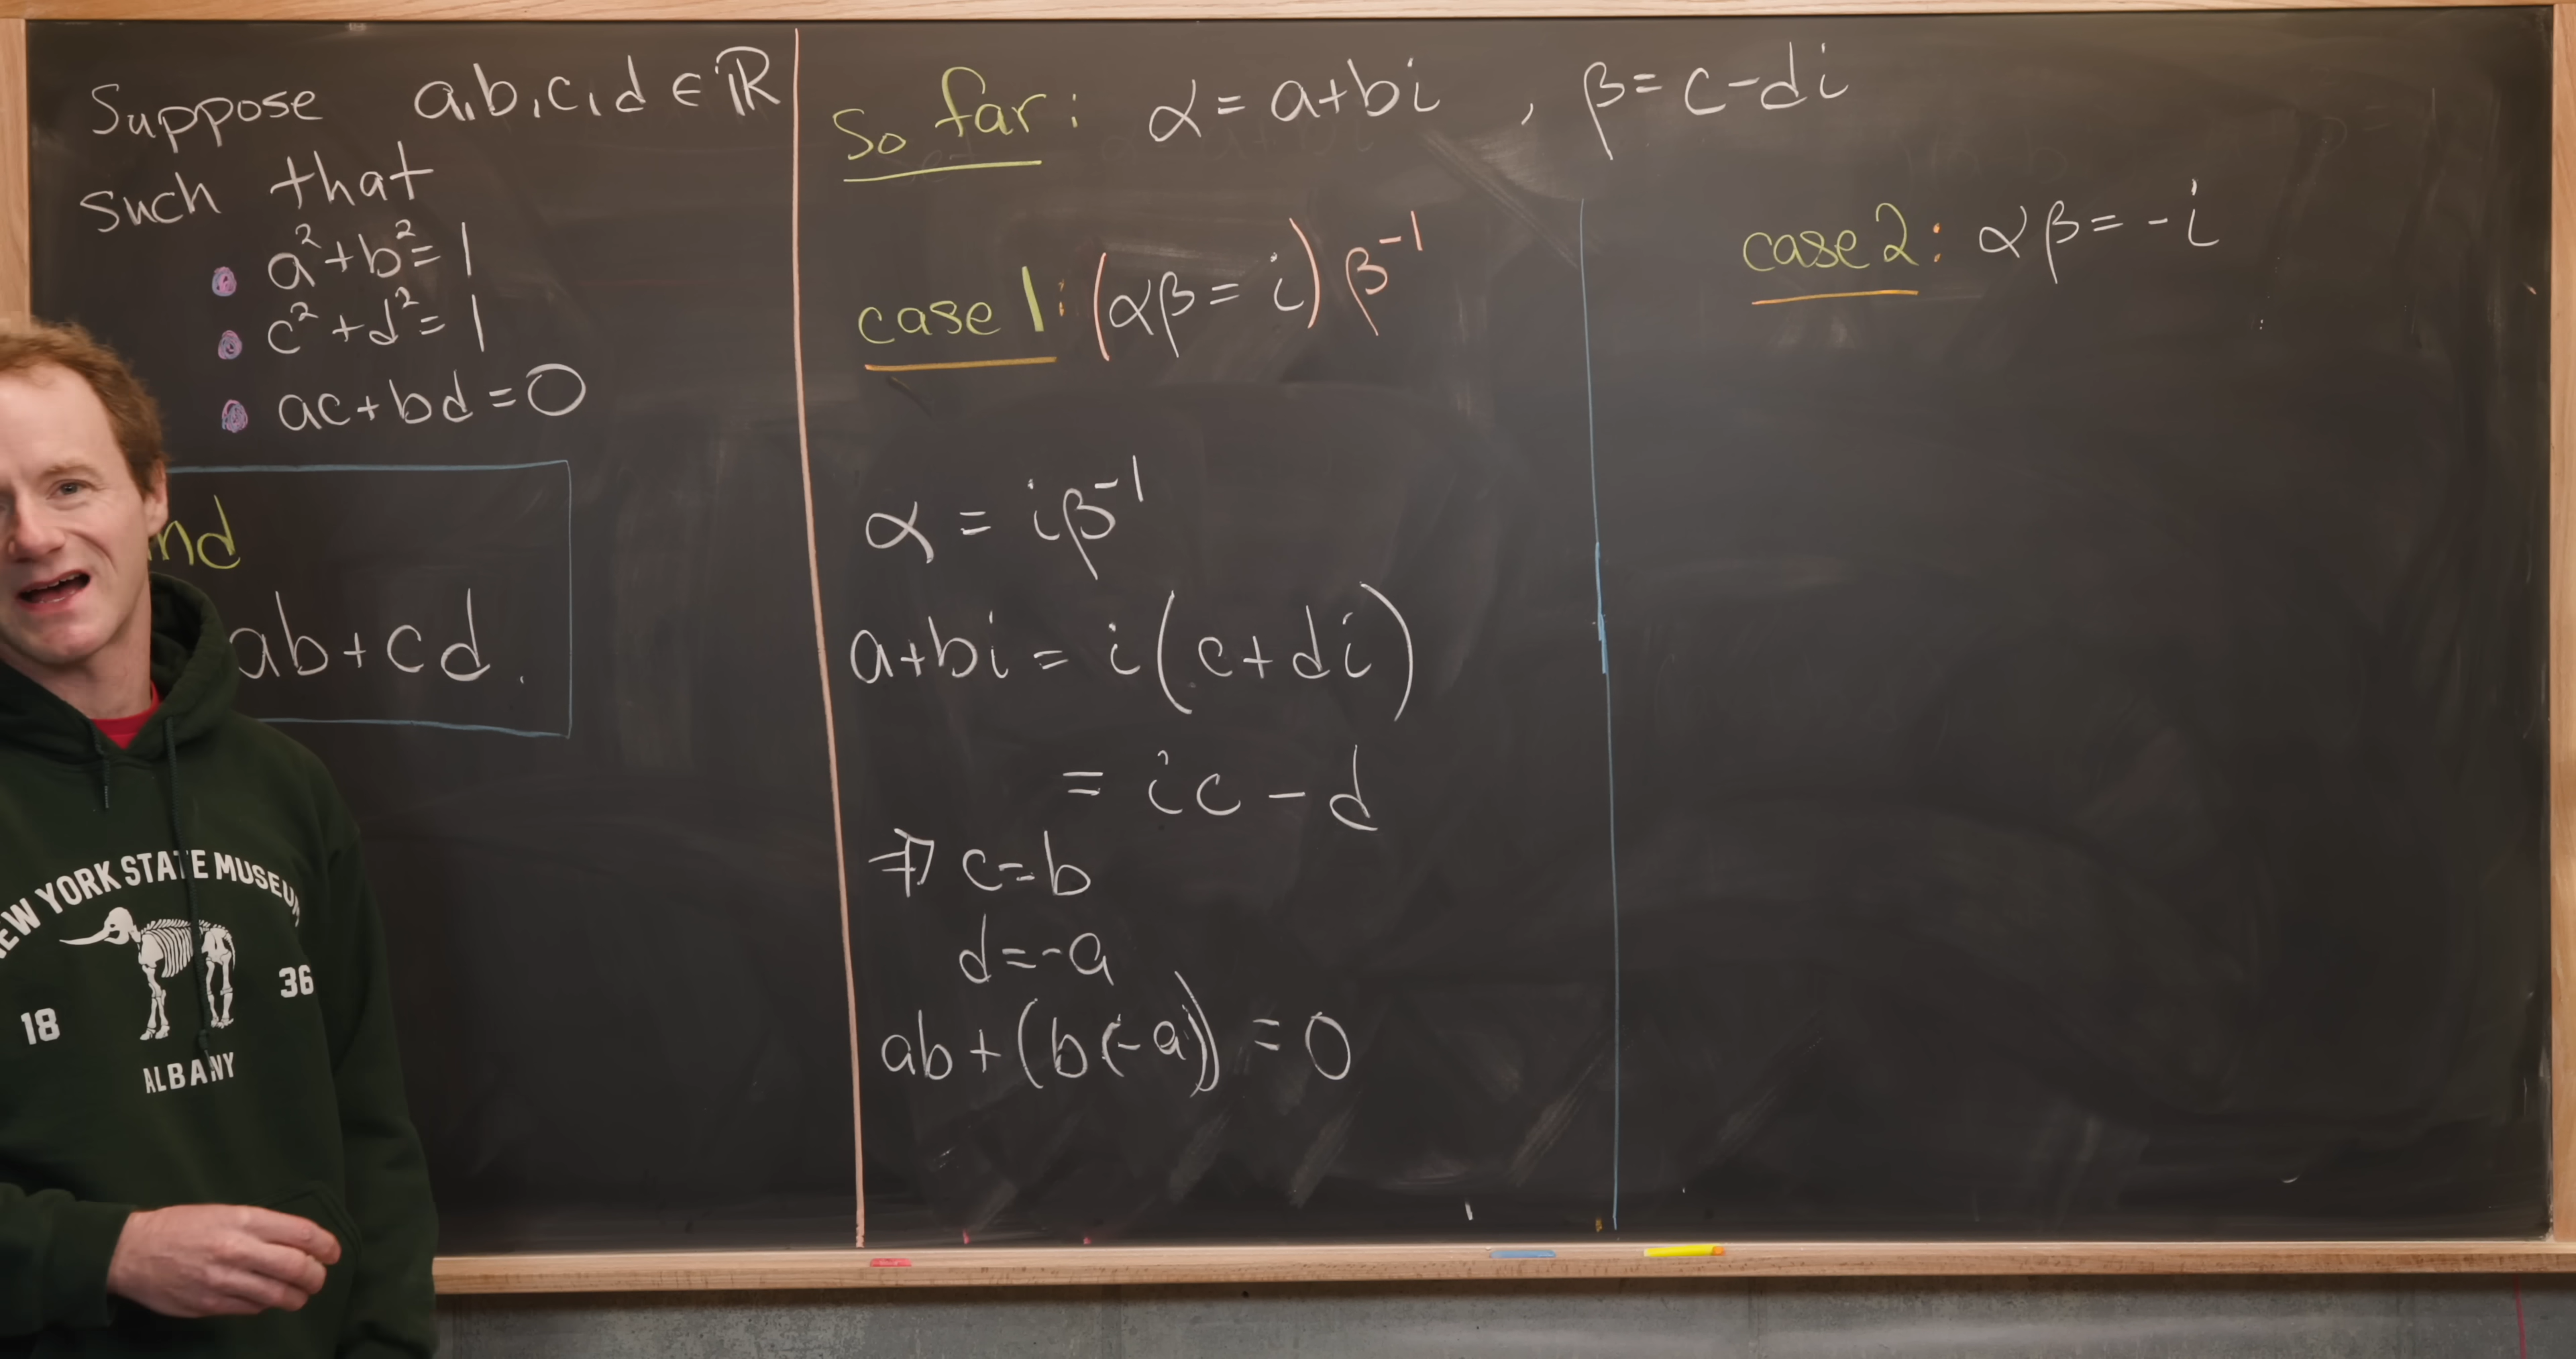 Suppose a,b,c,d ∈ ℝ
such that
• a²+b²=1
• c²+d²=1
• ac+bd=0
nd
ab+cd.
So far: α=a+bi , β=c-di
case 1: (αβ=i)β⁻¹
α = iβ⁻¹
a+bi = i(c+di)
= ic-d
⇒ c=b
d=-a
ab+(b(-a))=0
case 2: αβ=-i
EW YORK STATE MUSEUM
18 36
ALBANY